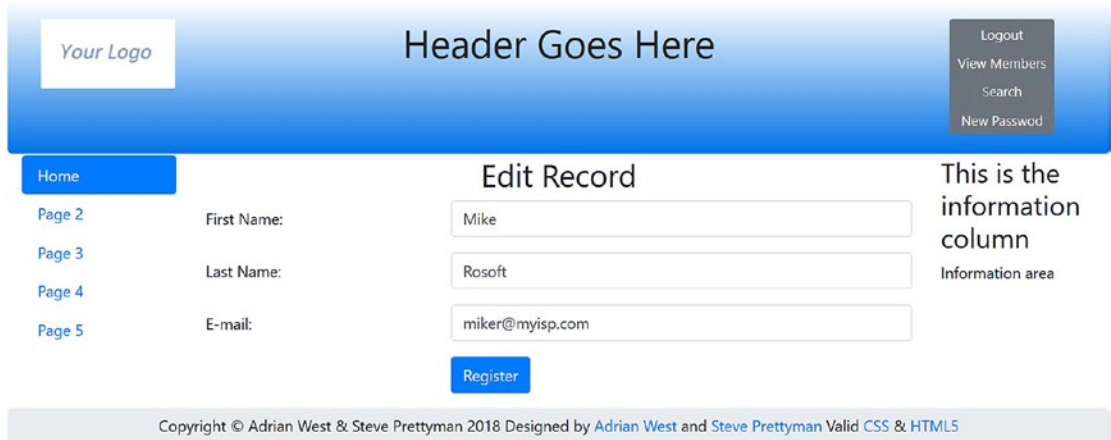 Your Logo
Header Goes Here
Logout
View Members
Search
New Passwod
Home
Page 2
Page 3
Page 4
Page 5
Edit Record
First Name:
Mike
Last Name:
Rosoft
E-mail:
miker@myisp.com
Register
This is the
information
column
Information area
Copyright © Adrian West & Steve Prettyman 2018 Designed by Adrian West and Steve Prettyman Valid CSS & HTML5